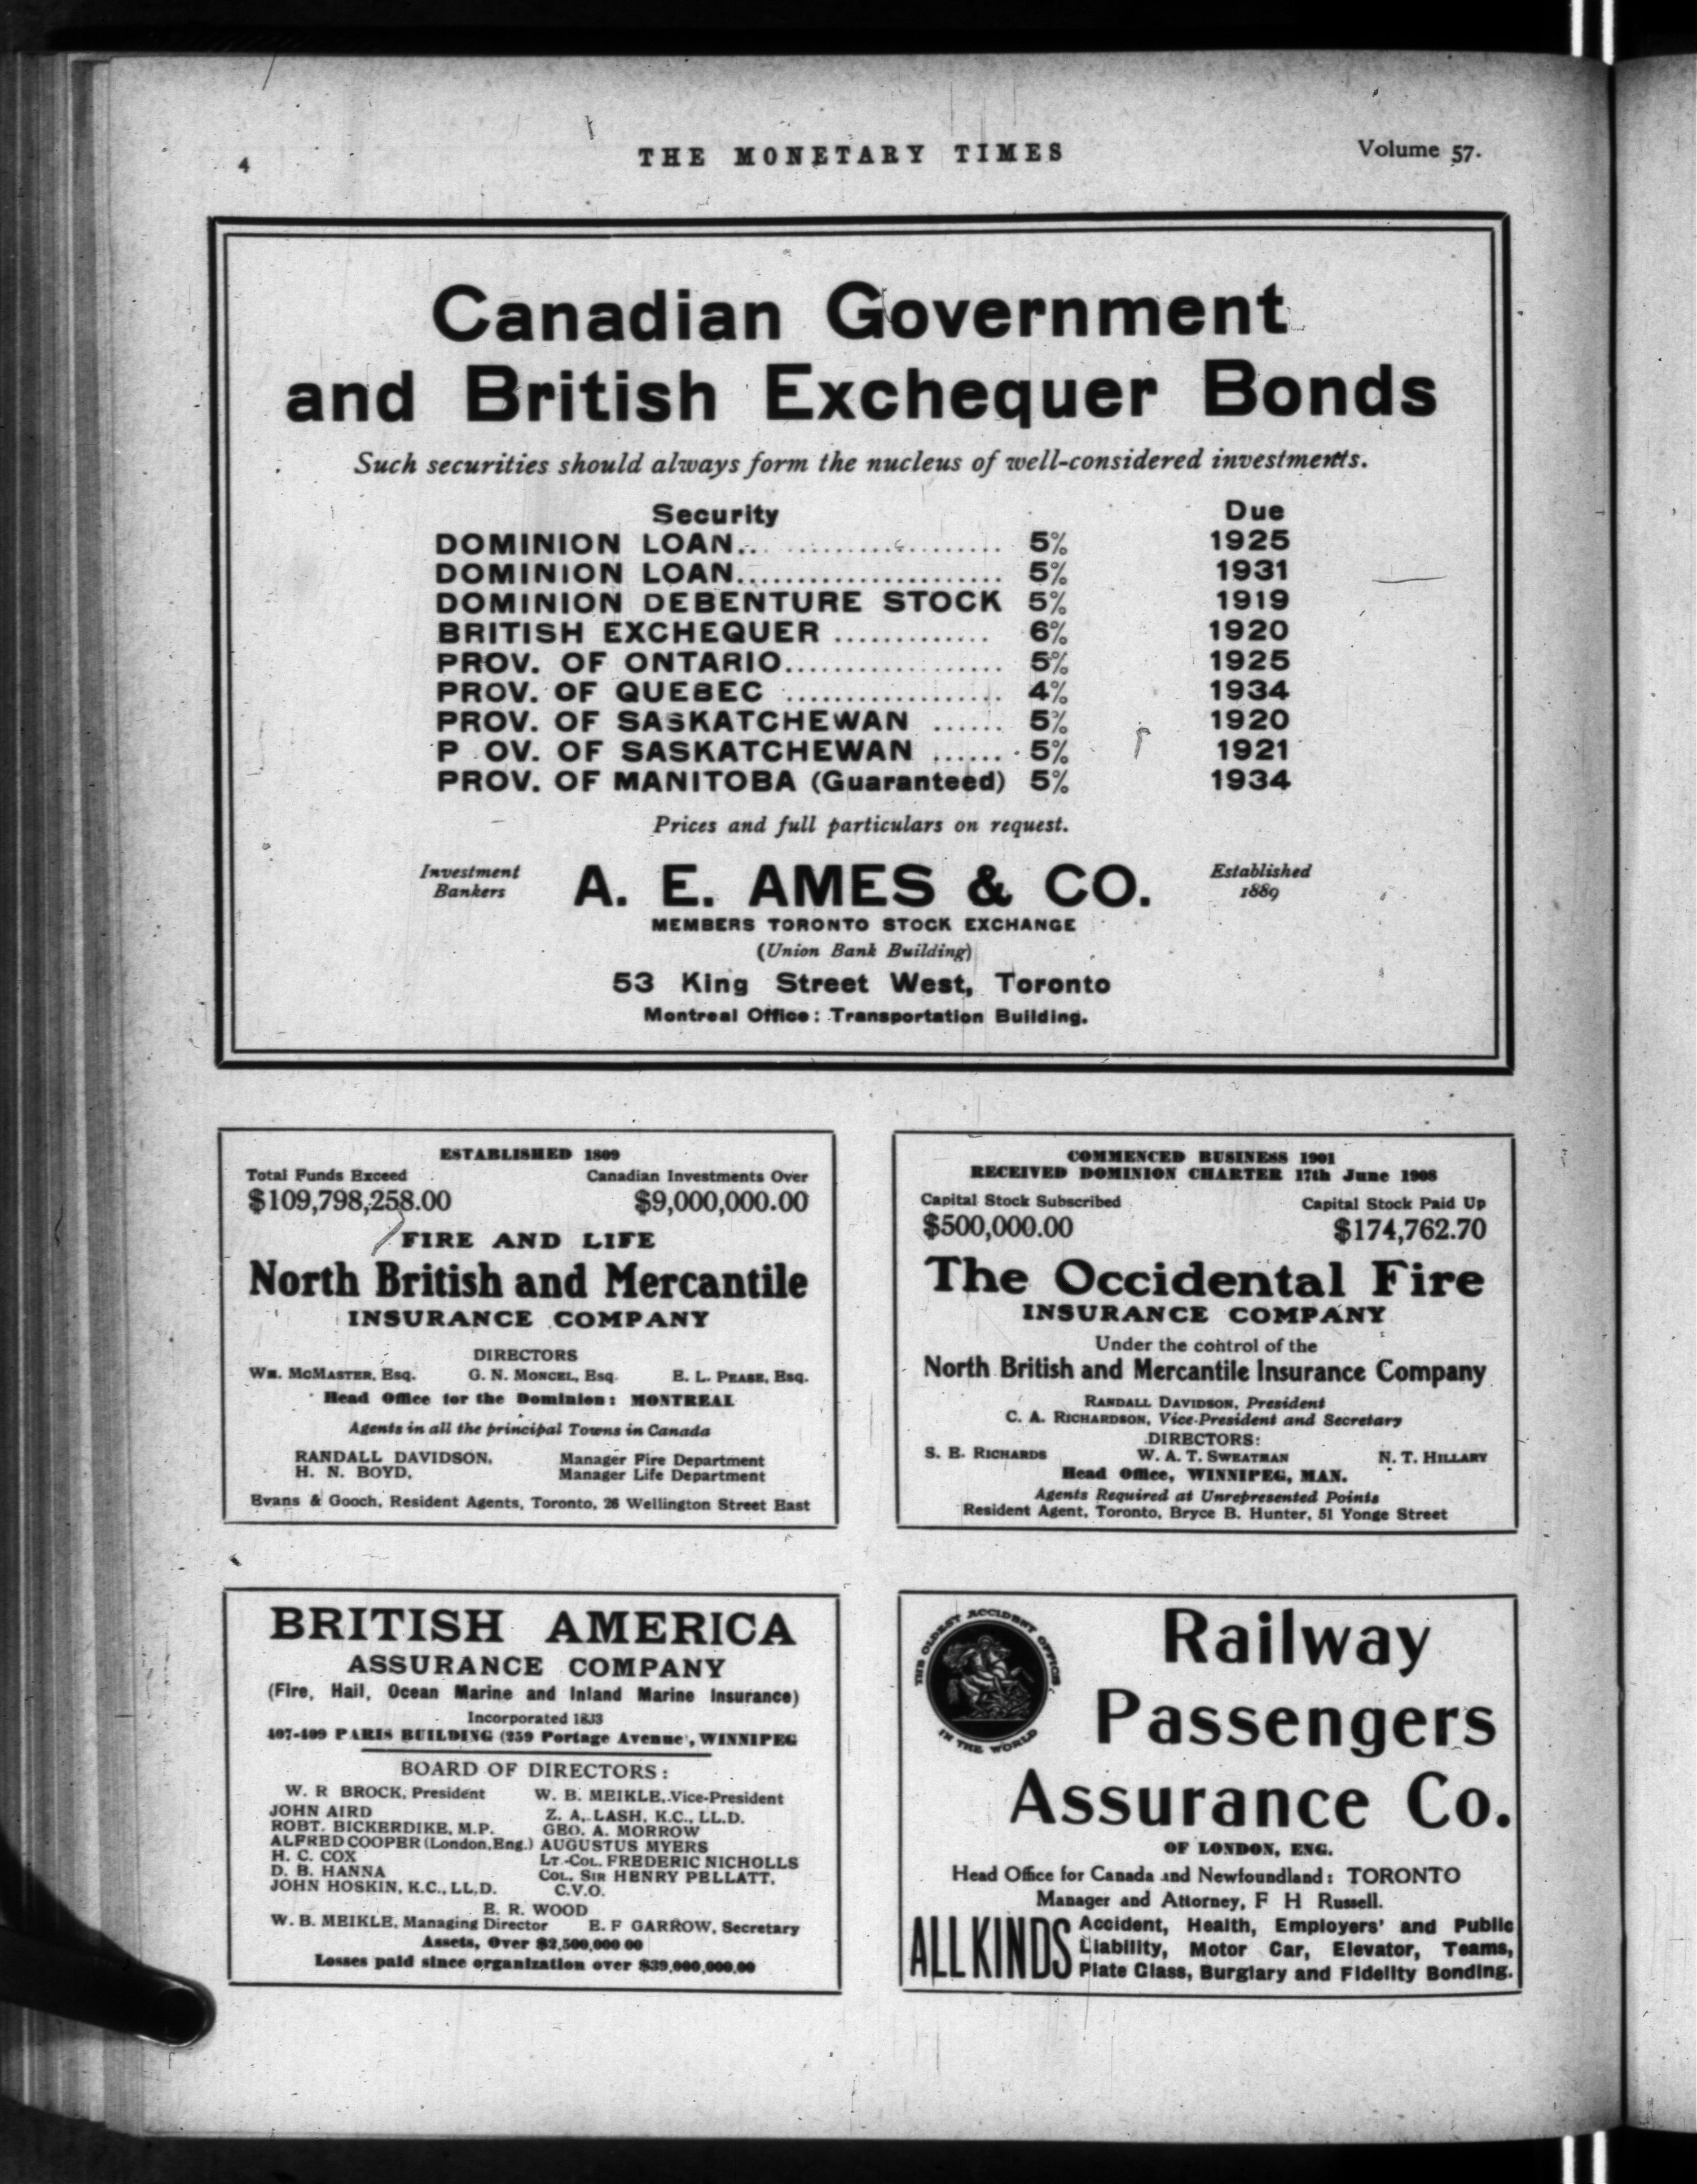 4
THE MONETARY TIMES
Volume 57.
Canadian Government
and British Exchequer Bonds
Such securities should always form the nucleus of well-considered investments.
Security Due
DOMINION LOAN.. ...................... 5% 1925
DOMINION LOAN...................... 5% 1931
DOMINION DEBENTURE STOCK 5% 1919
BRITISH EXCHEQUER ............. 6% 1920
PROV. OF ONTARIO.................. 5% 1925
PROV. OF QUEBEC .................. 4% 1934
PROV. OF SASKATCHEWAN ...... 5% 1920
P OV. OF SASKATCHEWAN ...... 5% 1921
PROV. OF MANITOBA (Guaranteed) 5% 1934
Prices and full particulars on request.
Investment
Bankers
A. E. AMES & CO.
Established
1889
MEMBERS TORONTO STOCK EXCHANGE
(Union Bank Building)
53 King Street West, Toronto
Montreal Office: Transportation Building.
ESTABLISHED 1809
Total Funds Exceed Canadian Investments Over
$109,798,258.00 $9,000,000.00
FIRE AND LIFE
North British and Mercantile
INSURANCE COMPANY
DIRECTORS
WM. MCMASTER, Esq. G. N. MONCEL, Esq. E. L. PEASE, Esq.
Head Office for the Dominion: MONTREAL
Agents in all the principal Towns in Canada
RANDALL DAVIDSON, Manager Fire Department
H. N. BOYD, Manager Life Department
Evans & Gooch, Resident Agents, Toronto, 26 Wellington Street East
COMMENCED BUSINESS 1901
RECEIVED DOMINION CHARTER 17th June 1908
Capital Stock Subscribed Capital Stock Paid Up
$500,000.00 $174,762.70
The Occidental Fire
INSURANCE COMPANY
Under the control of the
North British and Mercantile Insurance Company
RANDALL DAVIDSON, President
C. A. RICHARDSON, Vice-President and Secretary
DIRECTORS:
S. E. RICHARDS W. A. T. SWEATMAN N. T. HILLARY
Head Office, WINNIPEG, MAN.
Agents Required at Unrepresented Points
Resident Agent, Toronto, Bryce B. Hunter, 51 Yonge Street
BRITISH AMERICA
ASSURANCE COMPANY
(Fire, Hail, Ocean Marine and Inland Marine Insurance)
Incorporated 1833
407-409 PARIS BUILDING (259 Portage Avenue', WINNIPEG
BOARD OF DIRECTORS:
W. R BROCK, President W. B. MEIKLE, Vice-President
JOHN AIRD Z. A. LASH, K.C., LL.D.
ROBT. BICKERDIKE, M.P. GEO. A. MORROW
ALFRED COOPER (London, Eng.) AUGUSTUS MYERS
H. C. COX LT.-COL. FREDERIC NICHOLLS
D. B. HANNA COL. SIR HENRY PELLATT,
JOHN HOSKIN, K.C., LL.D. C.V.O.
E. R. WOOD
W. B. MEIKLE, Managing Director E. F GARROW, Secretary
Assets, Over $2,500,000 00
Losses paid since organization over $39,000,000.00
THE OLDEST ACCIDENT OFFICE
IN THE WORLD
Railway
Passengers
Assurance Co.
OF LONDON, ENG.
Head Office for Canada and Newfoundland: TORONTO
Manager and Attorney, F H Russell.
ALL KINDS
Accident, Health, Employers' and Public
Liability, Motor Car, Elevator, Teams,
Plate Glass, Burglary and Fidelity Bonding.